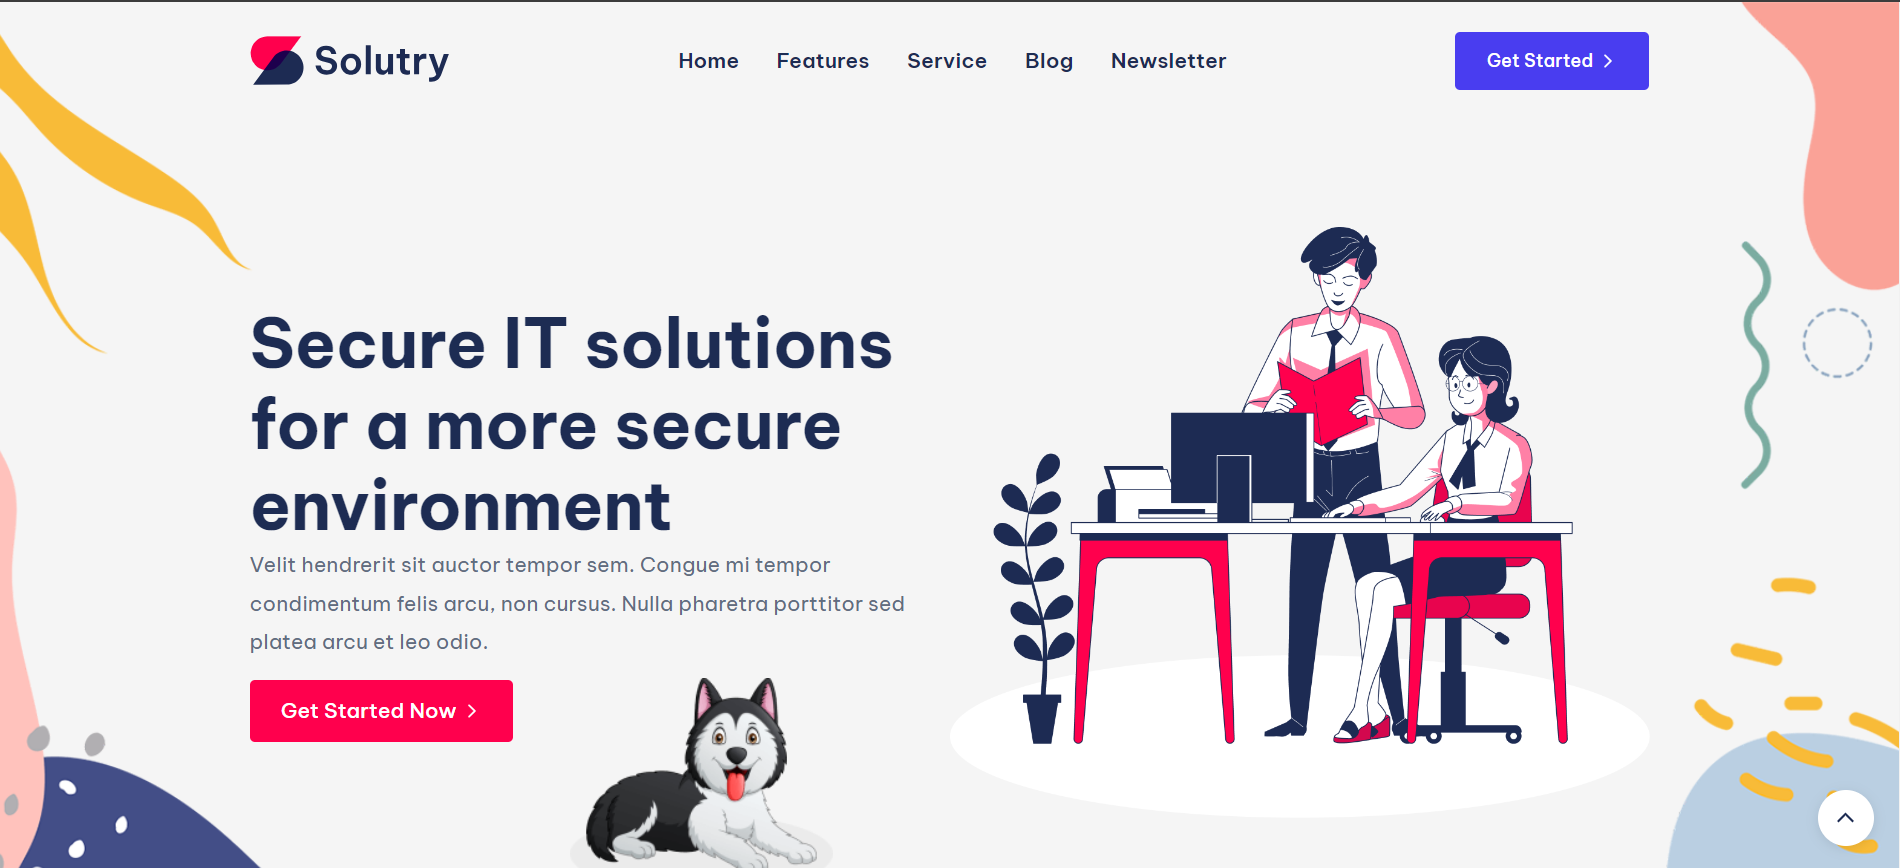 Solutry
Home Features Service Blog Newsletter
Get Started
Secure IT solutions
for a more secure
environment
Velit hendrerit sit auctor tempor sem. Congue mi tempor
condimentum felis arcu, non cursus. Nulla pharetra porttitor sed
platea arcu et leo odio.
Get Started Now